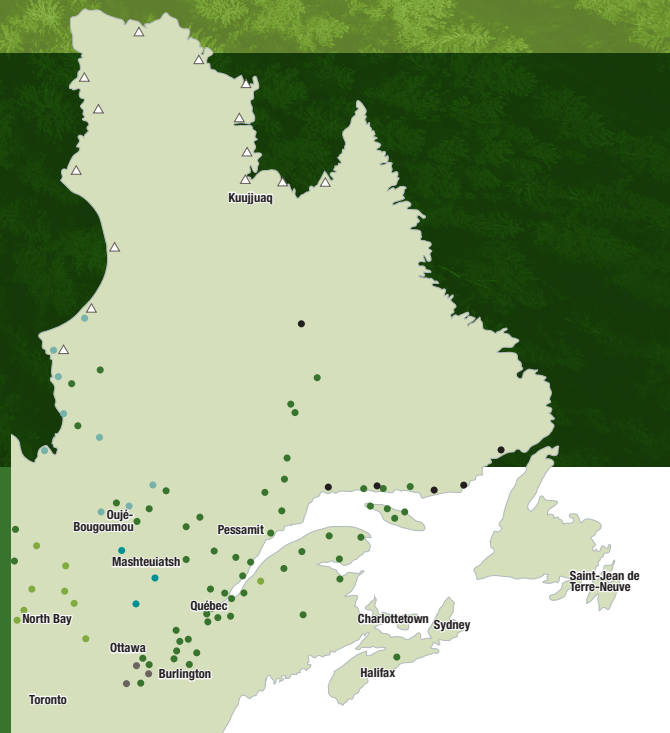 Kuujjuaq
Oujé-
Bougoumou
Pessamit
Mashteuiatsh
Saint-Jean de
Terre-Neuve
Québec
North Bay
Charlottetown
Sydney
Ottawa
Burlington
Halifax
Toronto